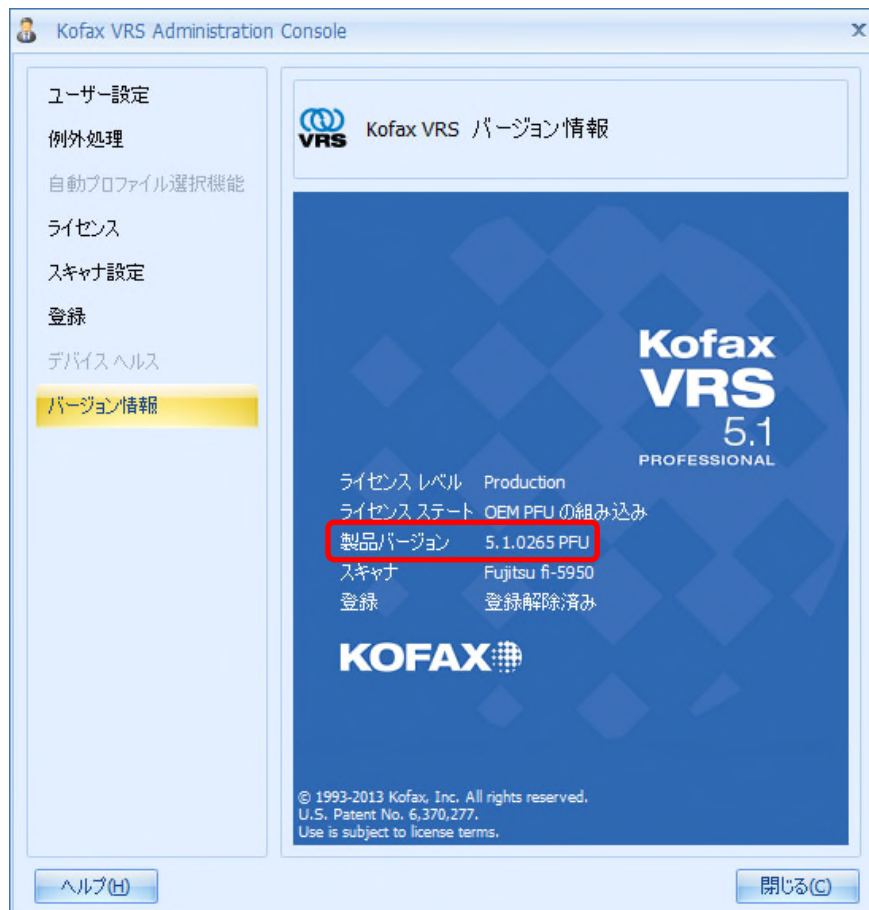 Kofax VRS Administration Console
ユーザー設定
例外処理
自動プロファイル選択機能
ライセンス
スキャナ設定
登録
デバイス ヘルス
バージョン情報
VRS
Kofax VRS バージョン情報
Kofax
VRS
5.1
PROFESSIONAL
ライセンス レベル Production
ライセンス ステート OEM PFU の組み込み
製品バージョン 5.1.0265 PFU
スキャナ Fujitsu fi-5950
登録 登録解除済み
KOFAX
© 1993-2013 Kofax, Inc. All rights reserved.
U.S. Patent No. 6,370,277.
Use is subject to license terms.
ヘルプ(H)
閉じる(C)